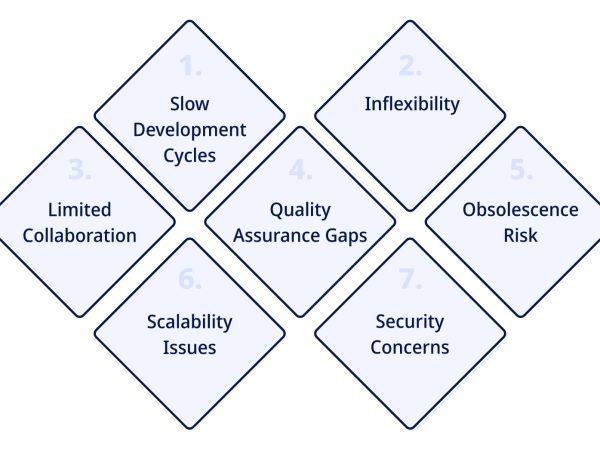 1.
Slow
Development
Cycles
2.
Inflexibility
3.
Limited
Collaboration
4.
Quality
Assurance Gaps
5.
Obsolescence
Risk
6.
Scalability
Issues
7.
Security
Concerns